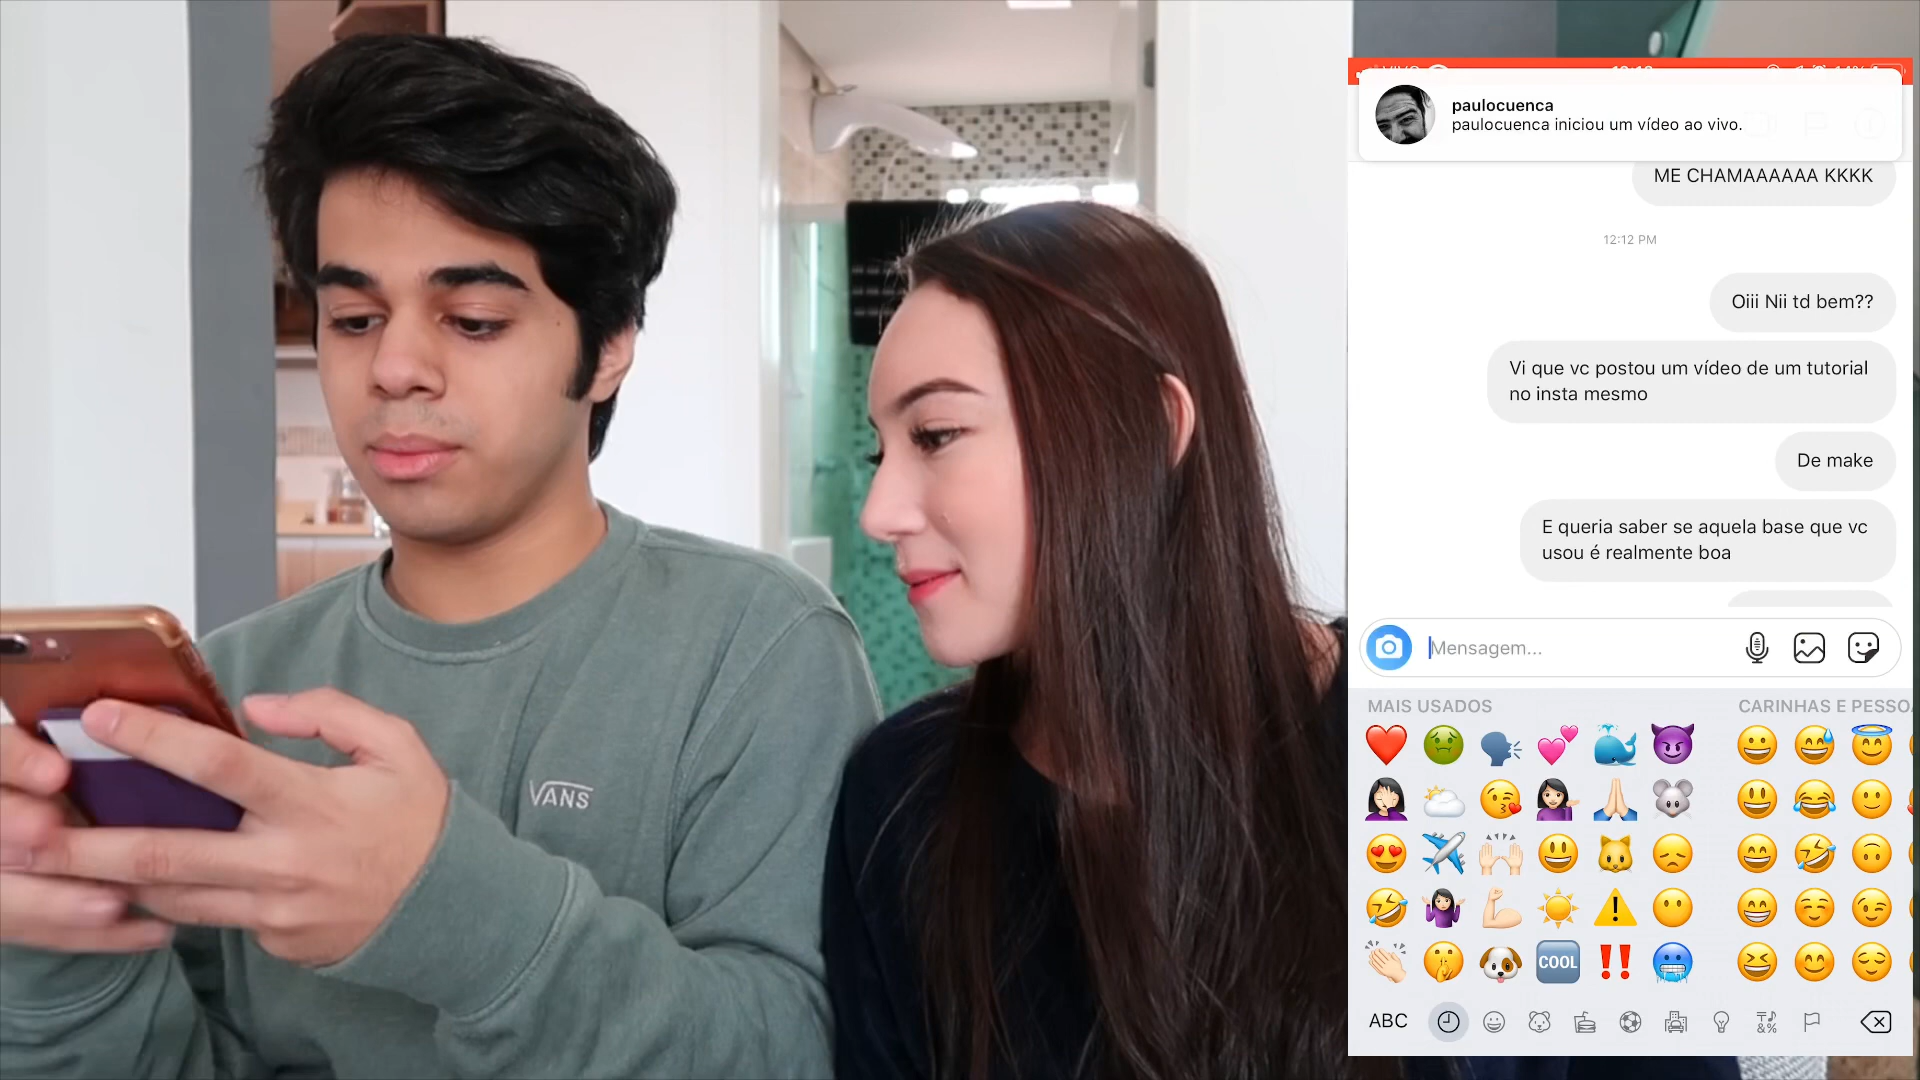 VANS
paulocuenca
paulocuenca iniciou um vídeo ao vivo.
ME CHAMAAAAAA KKKK
12:12 PM
Oiii Nii td bem??
Vi que vc postou um vídeo de um tutorial
no insta mesmo
De make
E queria saber se aquela base que vc
usou é realmente boa
Mensagem...
MAIS USADOS
CARINHAS E PESSOA
COOL
ABC